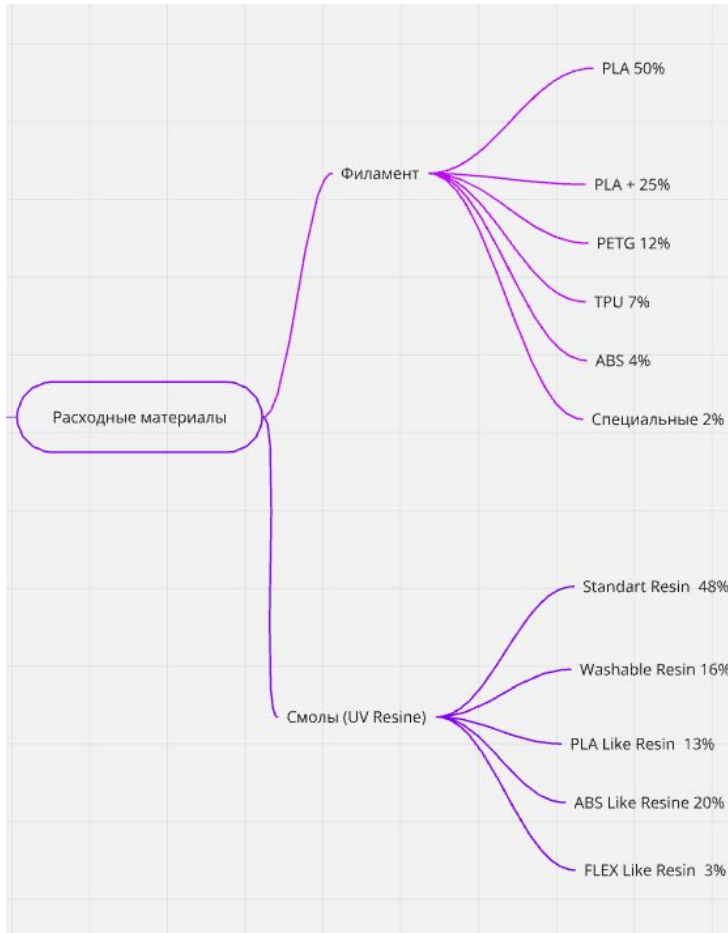 PLA 50%
Филамент
PLA + 25%
PETG 12%
TPU 7%
ABS 4%
Расходные материалы
Специальные 2%
Standart Resin 48%
Washable Resin 16%
Смолы (UV Resine)
PLA Like Resin 13%
ABS Like Resine 20%
FLEX Like Resin 3%